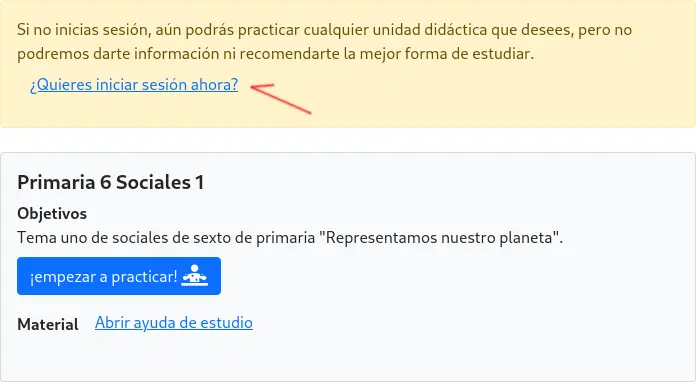 Si no inicias sesión, aún podrás practicar cualquier unidad didáctica que desees, pero no
podremos darte información ni recomendarte la mejor forma de estudiar.
¿Quieres iniciar sesión ahora?
Primaria 6 Sociales 1
Objetivos
Tema uno de sociales de sexto de primaria "Representamos nuestro planeta".
¡empezar a practicar!
Material Abrir ayuda de estudio